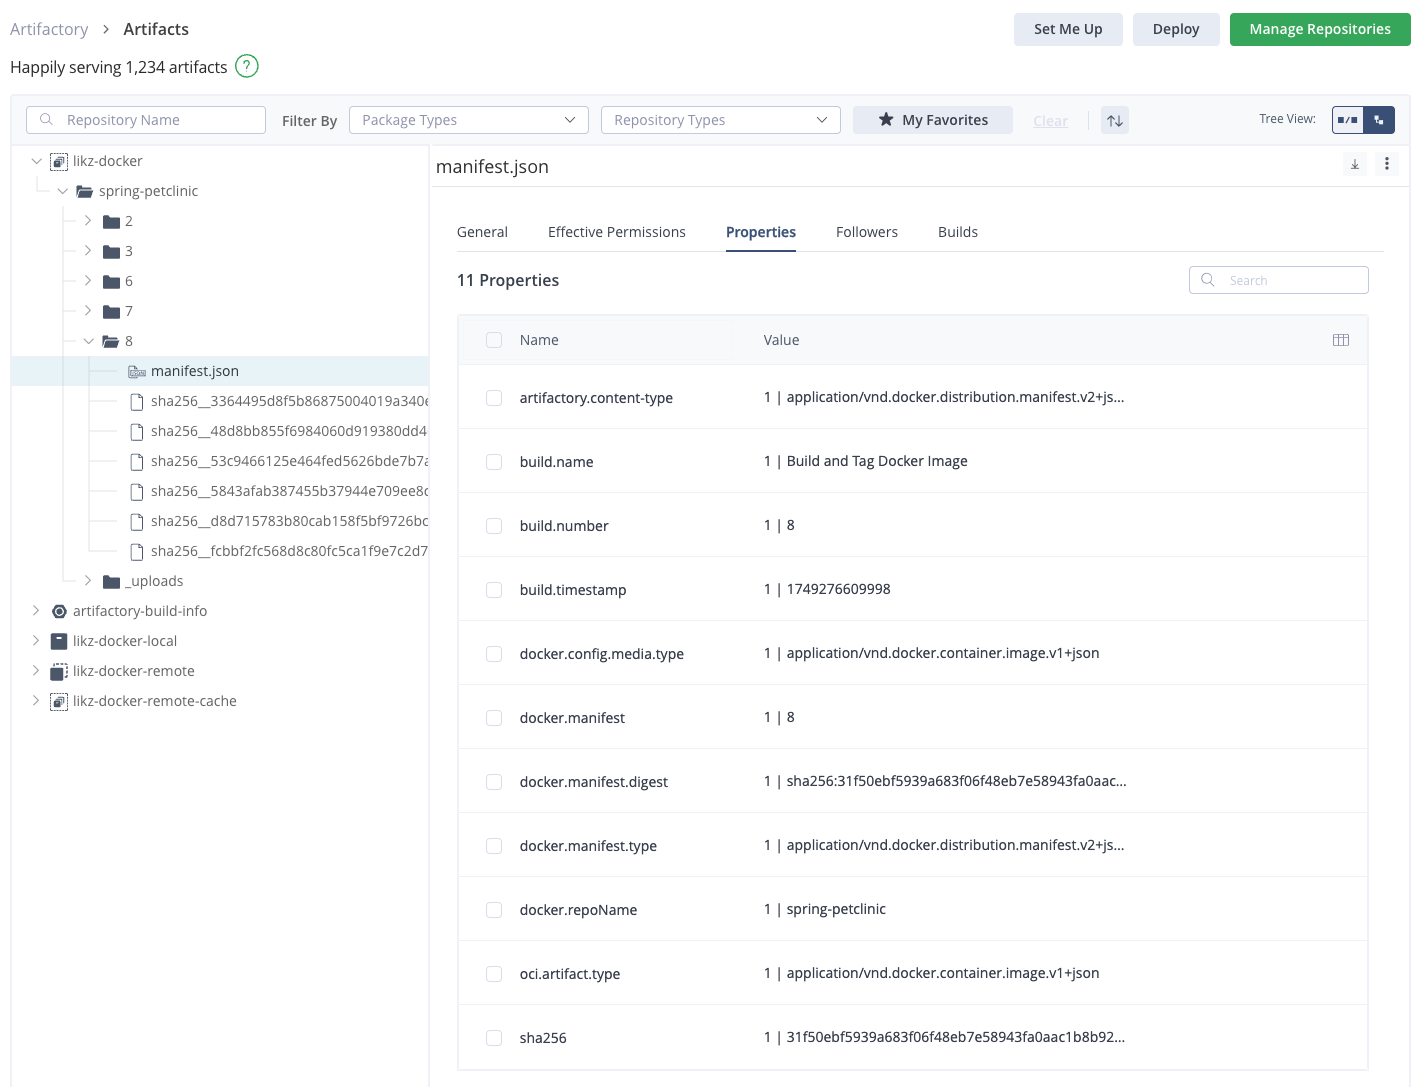 Artifactory > Artifacts
Set Me Up
Deploy
Manage Repositories
Happily serving 1,234 artifacts ?
Repository Name
Filter By
Package Types
Repository Types
★ My Favorites
Clear
Tree View:
likz-docker
spring-petclinic
2
3
6
7
8
manifest.json
sha256__3364495d8f5b86875004019a340e
sha256__48d8bb855f6984060d919380dd4
sha256__53c9466125e464fed5626bde7b7a
sha256__5843afab387455b37944e709ee8c
sha256__d8d715783b80cab158f5bf9726bc
sha256__fcbbf2fc568d8c80fc5ca1f9e7c2d7
_uploads
artifactory-build-info
likz-docker-local
likz-docker-remote
likz-docker-remote-cache
manifest.json
General
Effective Permissions
Properties
Followers
Builds
11 Properties
Search
Name
Value
artifactory.content-type
1 | application/vnd.docker.distribution.manifest.v2+js...
build.name
1 | Build and Tag Docker Image
build.number
1 | 8
build.timestamp
1 | 1749276609998
docker.config.media.type
1 | application/vnd.docker.container.image.v1+json
docker.manifest
1 | 8
docker.manifest.digest
1 | sha256:31f50ebf5939a683f06f48eb7e58943fa0aac...
docker.manifest.type
1 | application/vnd.docker.distribution.manifest.v2+js...
docker.repoName
1 | spring-petclinic
oci.artifact.type
1 | application/vnd.docker.container.image.v1+json
sha256
1 | 31f50ebf5939a683f06f48eb7e58943fa0aac1b8b92...